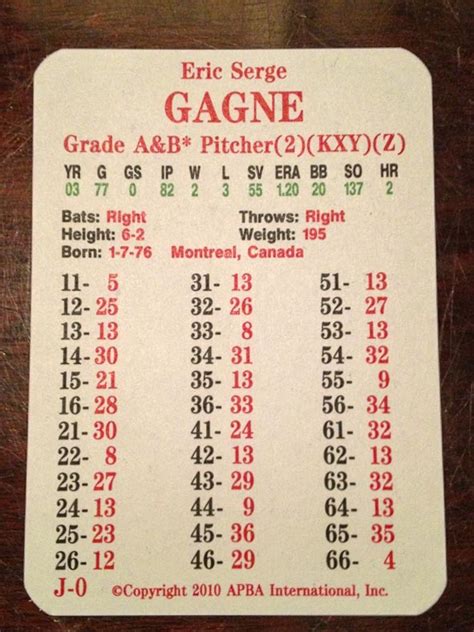 Eric Serge
GAGNE
Grade A&B* Pitcher(2)(KXY)(Z)
YR G GS IP W L SV ERA BB SO HR
03 77 0 82 2 3 55 1.20 20 137 2
Bats: Right Throws: Right
Height: 6-2 Weight: 195
Born: 1-7-76 Montreal, Canada
11- 5 31- 13 51- 13
12- 25 32- 26 52- 27
13- 13 33- 8 53- 13
14- 30 34- 31 54- 32
15- 21 35- 23 55- 9
16- 28 36- 33 56- 34
21- 30 41- 24 61- 13
22- 8 42- 13 62- 13
23- 27 43- 29 63- 13
24- 13 44- 9 64- 13
25- 23 45- 35 65- 35
26- 12 46- 29 66- 4
J-0 ©Copyright 2010 APBA International, Inc.